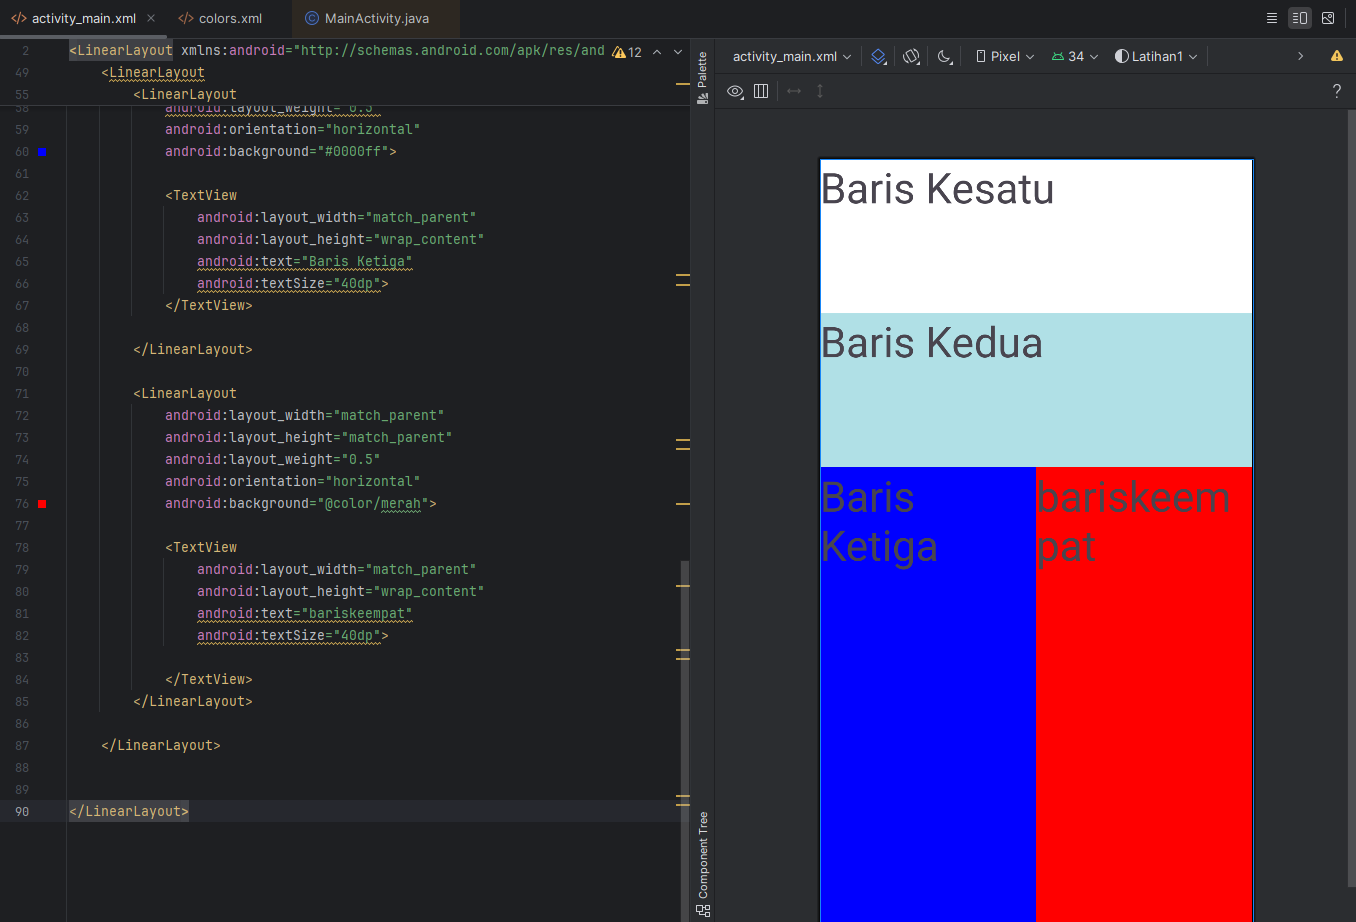 activity_main.xml
colors.xml
MainActivity.java
2 <LinearLayout xmlns:android="http://schemas.android.com/apk/res/and
12
49 <LinearLayout
55 <LinearLayout
58 android:layout_weight="0.5"
59 android:orientation="horizontal"
60 android:background="#0000ff">
61
62 <TextView
63 android:layout_width="match_parent"
64 android:layout_height="wrap_content"
65 android:text="Baris Ketiga"
66 android:textSize="40dp">
67 </TextView>
68
69 </LinearLayout>
70
71 <LinearLayout
72 android:layout_width="match_parent"
73 android:layout_height="match_parent"
74 android:layout_weight="0.5"
75 android:orientation="horizontal"
76 android:background="@color/merah">
77
78 <TextView
79 android:layout_width="match_parent"
80 android:layout_height="wrap_content"
81 android:text="bariskeempat"
82 android:textSize="40dp">
83
84 </TextView>
85 </LinearLayout>
86
87 </LinearLayout>
88
89
90 </LinearLayout>
Palette
Component Tree
activity_main.xml
Pixel
34
Latihan1
?
Baris Kesatu
Baris Kedua
Baris
Ketiga
bariskeem
pat